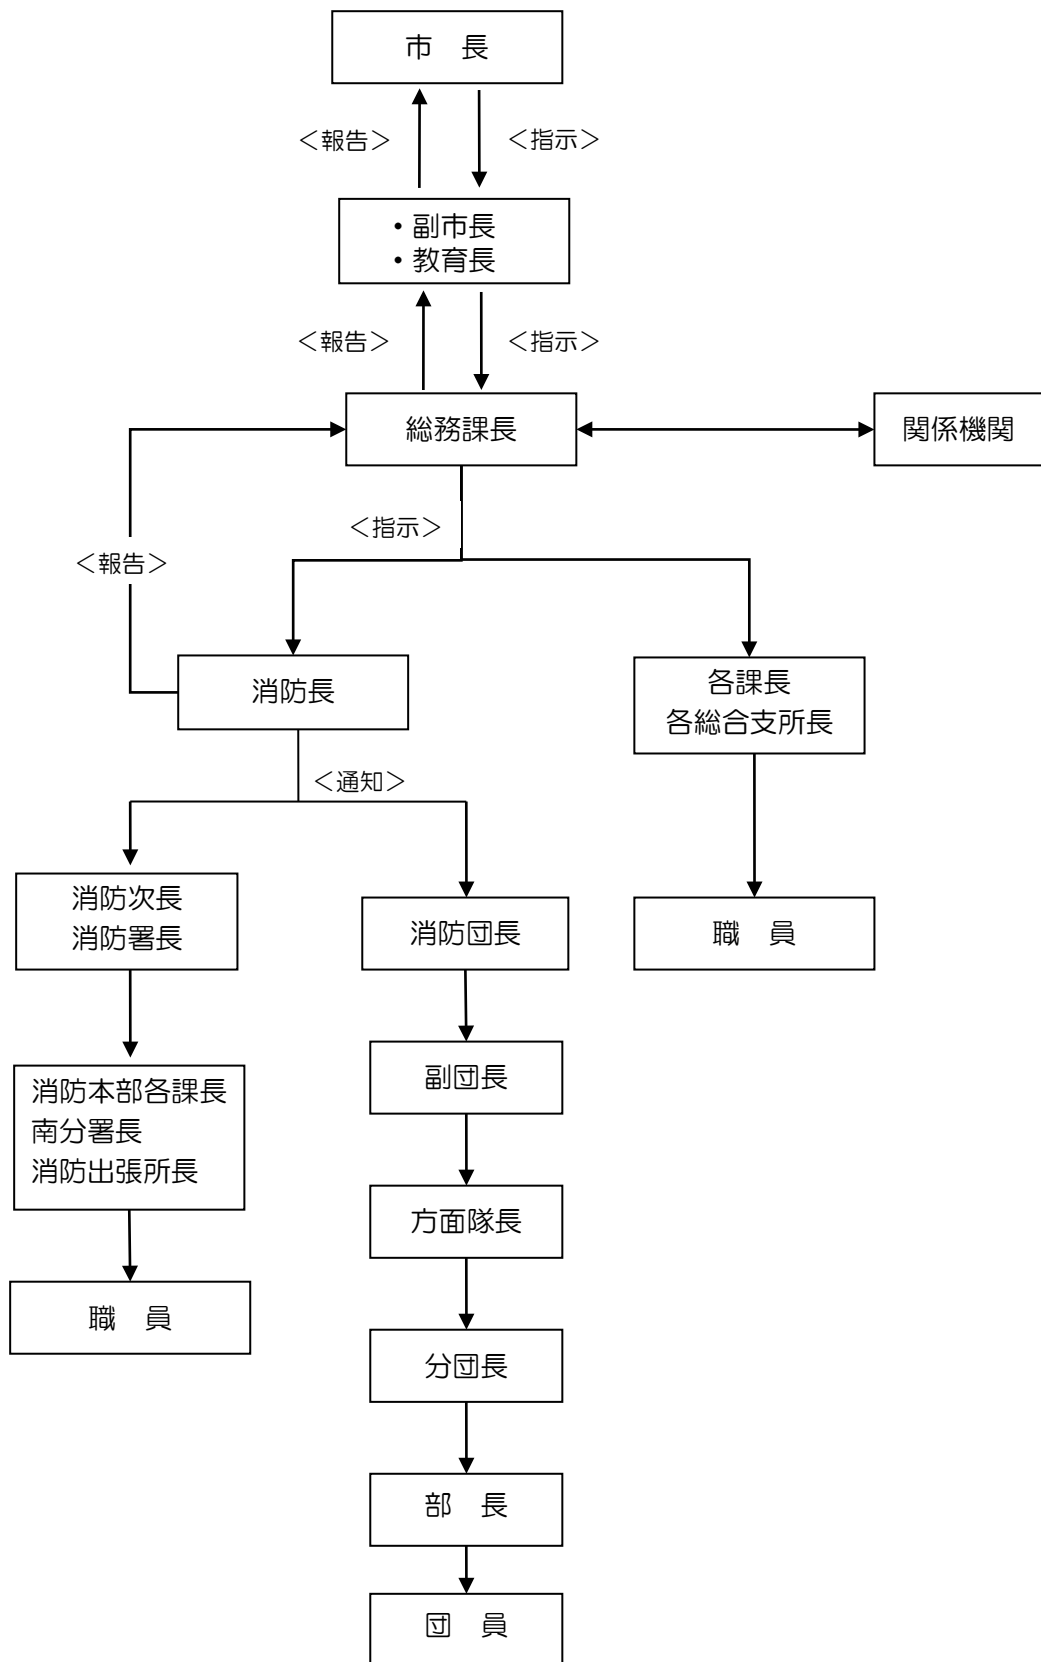 市　長
＜報告＞
＜指示＞
・副市長
・教育長
＜報告＞
＜指示＞
総務課長
関係機関
＜指示＞
＜報告＞
消防長
各課長
各総合支所長
＜通知＞
消防次長
消防署長
消防団長
職　員
消防本部各課長
南分署長
消防出張所長
副団長
方面隊長
職　員
分団長
部　長
団　員